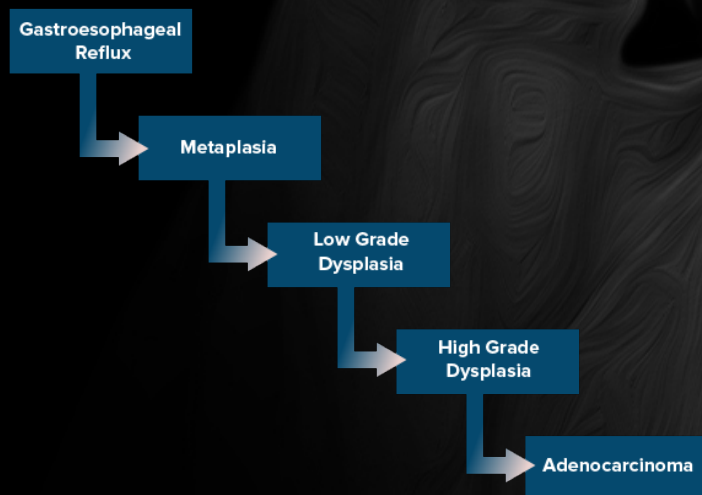 Gastroesophageal
Reflux
Metaplasia
Low Grade
Dysplasia
High Grade
Dysplasia
Adenocarcinoma